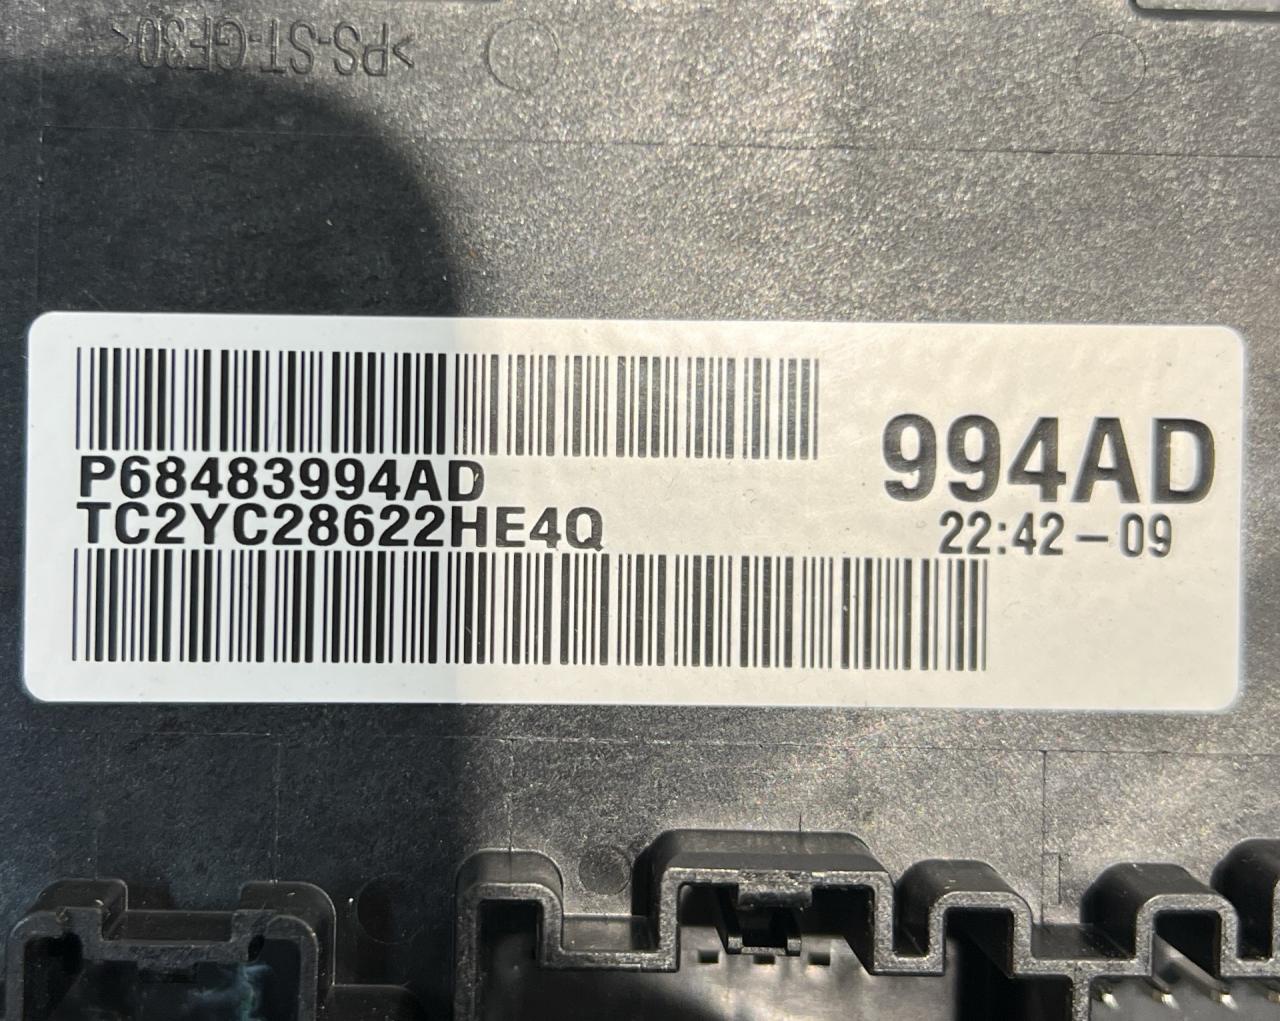 >PS-ST-GF30<
P68483994AD
TC2YC28622HE4Q
994AD
22:42-09